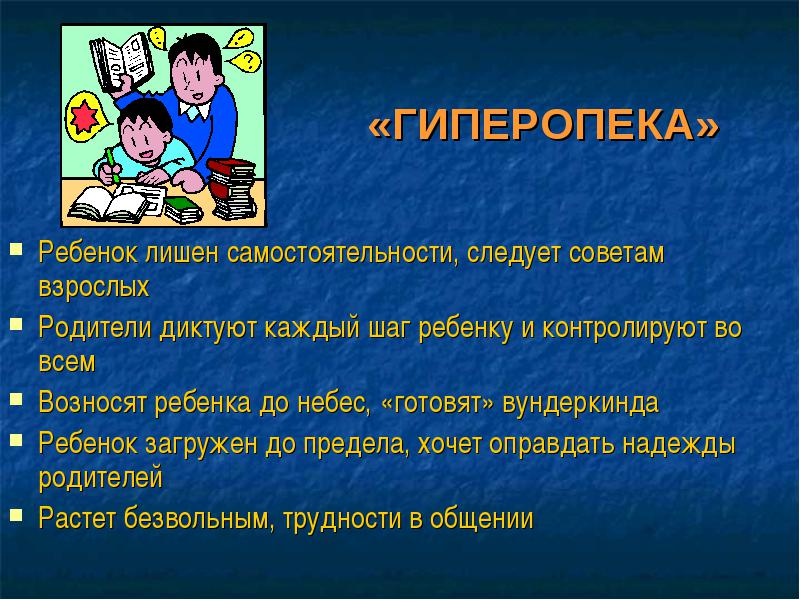 «ГИПЕРОПЕКА»
Ребенок лишен самостоятельности, следует советам
взрослых
Родители диктуют каждый шаг ребенку и контролируют во
всем
Возносят ребенка до небес, «готовят» вундеркинда
Ребенок загружен до предела, хочет оправдать надежды
родителей
Растет безвольным, трудности в общении